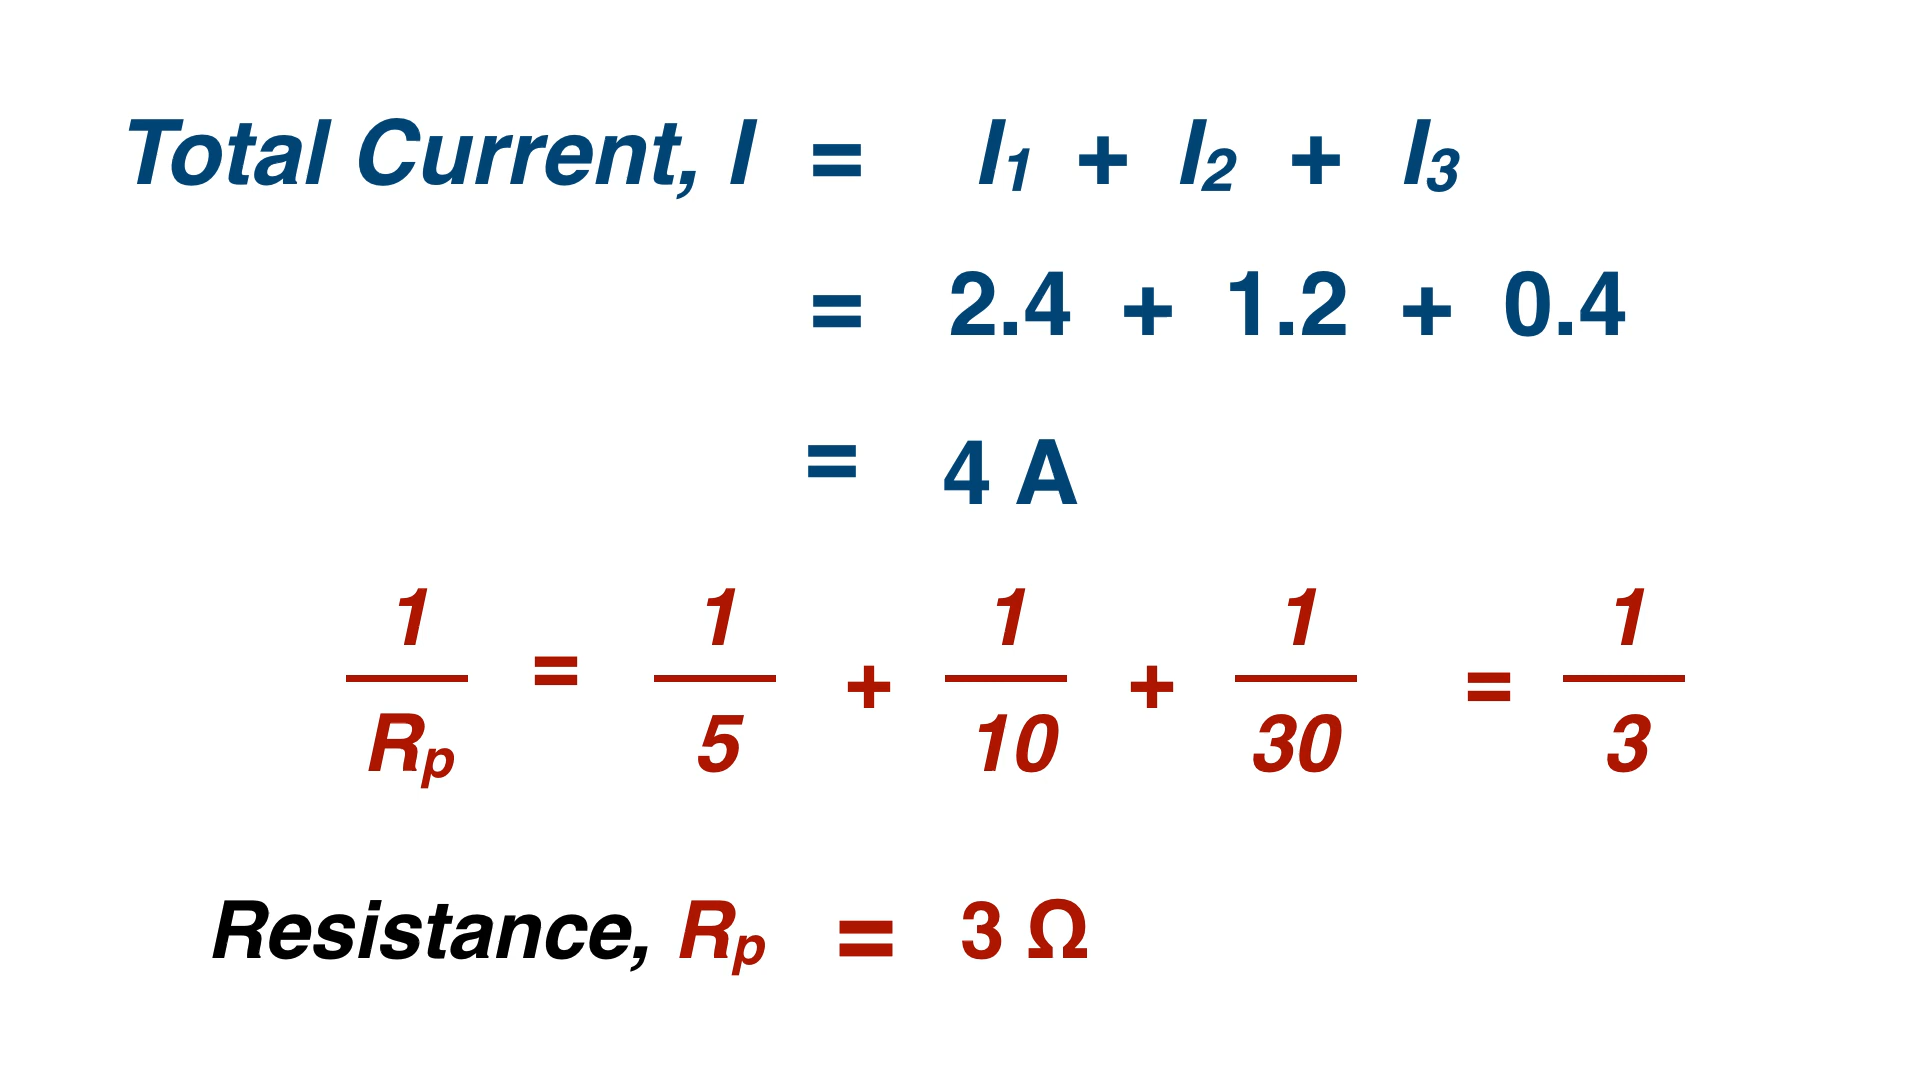 Total Current, I = I1 + I2 + I3
= 2.4 + 1.2 + 0.4
= 4 A
1/Rp = 1/5 + 1/10 + 1/30 = 1/3
Resistance, Rp = 3 Ω